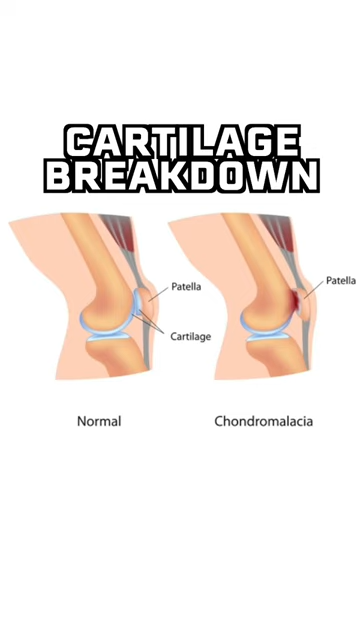 CARTILAGE
BREAKDOWN
Patella
Cartilage
Normal
Patella
Chondromalacia